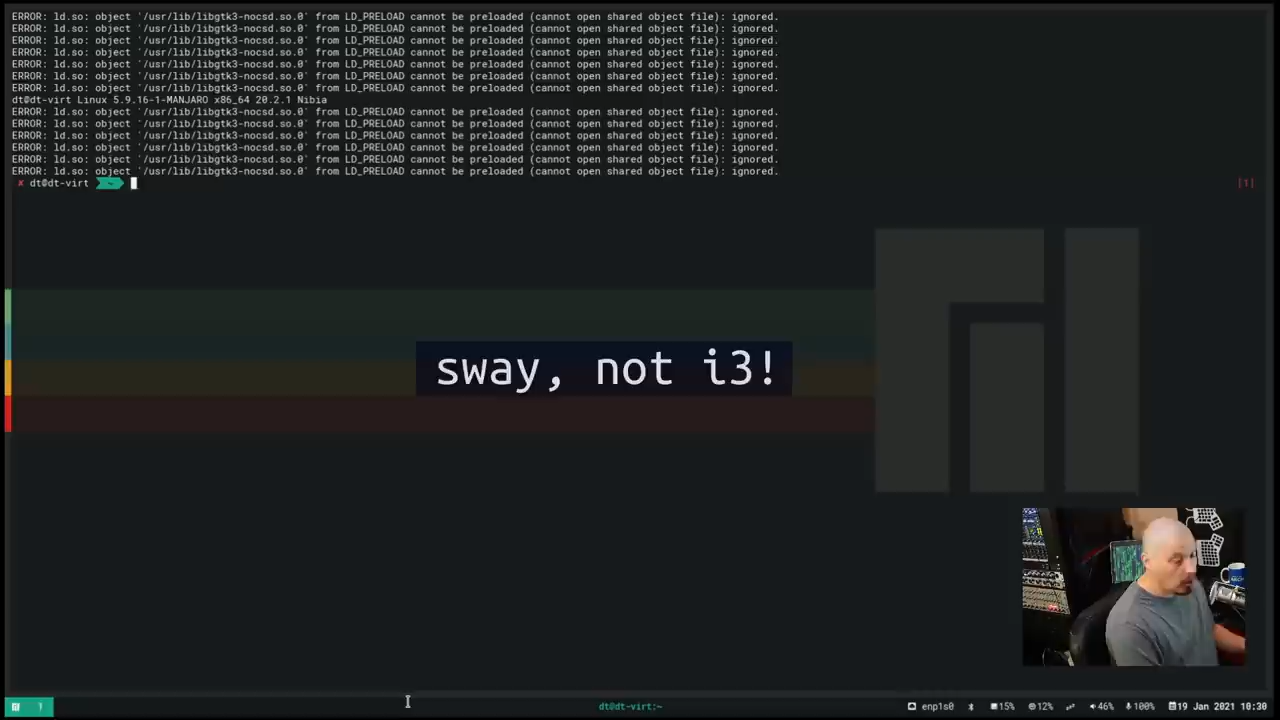 ERROR: ld.so: object '/usr/lib/libgtk3-nocsd.so.0' from LD_PRELOAD cannot be preloaded (cannot open shared object file): ignored.
ERROR: ld.so: object '/usr/lib/libgtk3-nocsd.so.0' from LD_PRELOAD cannot be preloaded (cannot open shared object file): ignored.
ERROR: ld.so: object '/usr/lib/libgtk3-nocsd.so.0' from LD_PRELOAD cannot be preloaded (cannot open shared object file): ignored.
ERROR: ld.so: object '/usr/lib/libgtk3-nocsd.so.0' from LD_PRELOAD cannot be preloaded (cannot open shared object file): ignored.
ERROR: ld.so: object '/usr/lib/libgtk3-nocsd.so.0' from LD_PRELOAD cannot be preloaded (cannot open shared object file): ignored.
ERROR: ld.so: object '/usr/lib/libgtk3-nocsd.so.0' from LD_PRELOAD cannot be preloaded (cannot open shared object file): ignored.
ERROR: ld.so: object '/usr/lib/libgtk3-nocsd.so.0' from LD_PRELOAD cannot be preloaded (cannot open shared object file): ignored.
dt@dt-virt Linux 5.9.16-1-MANJARO x86_64 20.2.1 Nibia
ERROR: ld.so: object '/usr/lib/libgtk3-nocsd.so.0' from LD_PRELOAD cannot be preloaded (cannot open shared object file): ignored.
ERROR: ld.so: object '/usr/lib/libgtk3-nocsd.so.0' from LD_PRELOAD cannot be preloaded (cannot open shared object file): ignored.
ERROR: ld.so: object '/usr/lib/libgtk3-nocsd.so.0' from LD_PRELOAD cannot be preloaded (cannot open shared object file): ignored.
ERROR: ld.so: object '/usr/lib/libgtk3-nocsd.so.0' from LD_PRELOAD cannot be preloaded (cannot open shared object file): ignored.
ERROR: ld.so: object '/usr/lib/libgtk3-nocsd.so.0' from LD_PRELOAD cannot be preloaded (cannot open shared object file): ignored.
ERROR: ld.so: object '/usr/lib/libgtk3-nocsd.so.0' from LD_PRELOAD cannot be preloaded (cannot open shared object file): ignored.
✗ dt@dt-virt ~ [1]
sway, not i3!
dt@dt-virt:~ enp1s0 15% 12% 46% 100% 19 Jan 2021 10:30